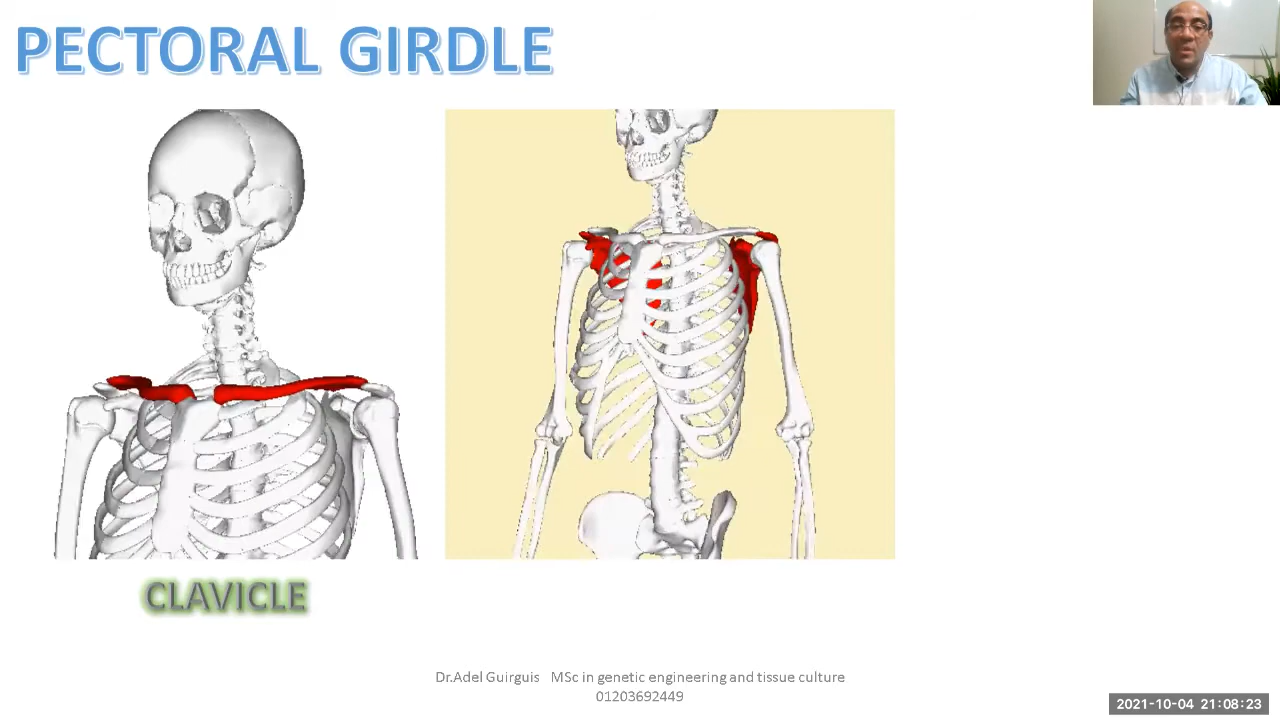 PECTORAL GIRDLE
CLAVICLE
Dr.Adel Guirguis MSc in genetic engineering and tissue culture
01203692449
2021-10-04 21:08:23